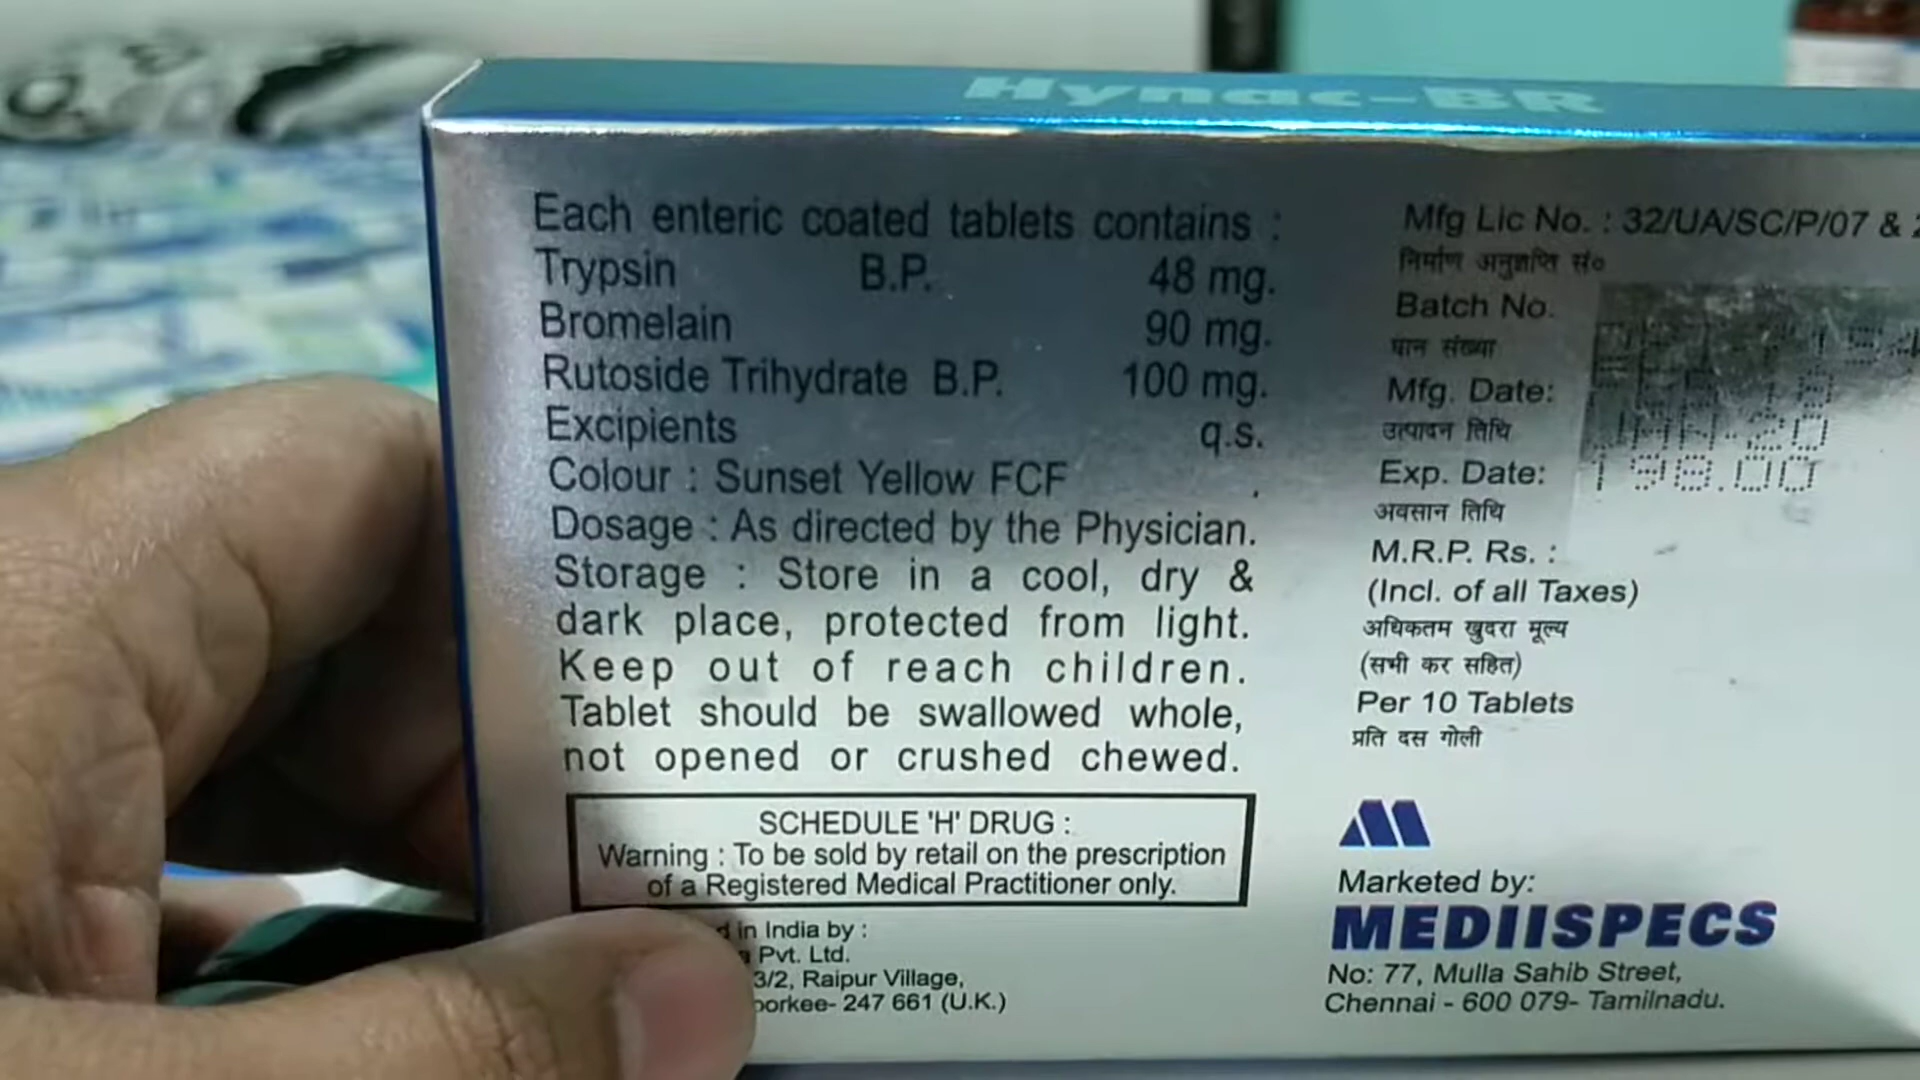 Hynac-BR
Each enteric coated tablets contains :
Trypsin B.P. 48 mg.
Bromelain 90 mg.
Rutoside Trihydrate B.P. 100 mg.
Excipients q.s.
Colour : Sunset Yellow FCF
Dosage : As directed by the Physician.
Storage : Store in a cool, dry &
dark place, protected from light.
Keep out of reach children.
Tablet should be swallowed whole,
not opened or crushed chewed.
SCHEDULE 'H' DRUG :
Warning : To be sold by retail on the prescription
of a Registered Medical Practitioner only.
in India by :
Pvt. Ltd.
3/2, Raipur Village,
247 661 (U.K.)
Mfg Lic No. : 32/UA/SC/P/07 &
निर्माण अनुज्ञप्ति सं०
Batch No.
घान संख्या
Mfg. Date:
उत्पादन तिथि
JAN-20
Exp. Date:
198.00
अवसान तिथि
M.R.P. Rs. :
(Incl. of all Taxes)
अधिकतम खुदरा मूल्य
(सभी कर सहित)
Per 10 Tablets
प्रति दस गोली
Marketed by:
MEDIISPECS
No: 77, Mulla Sahib Street,
Chennai - 600 079- Tamilnadu.